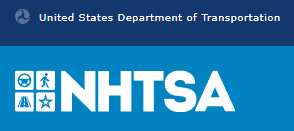 United States Department of Transportation
NHTSA